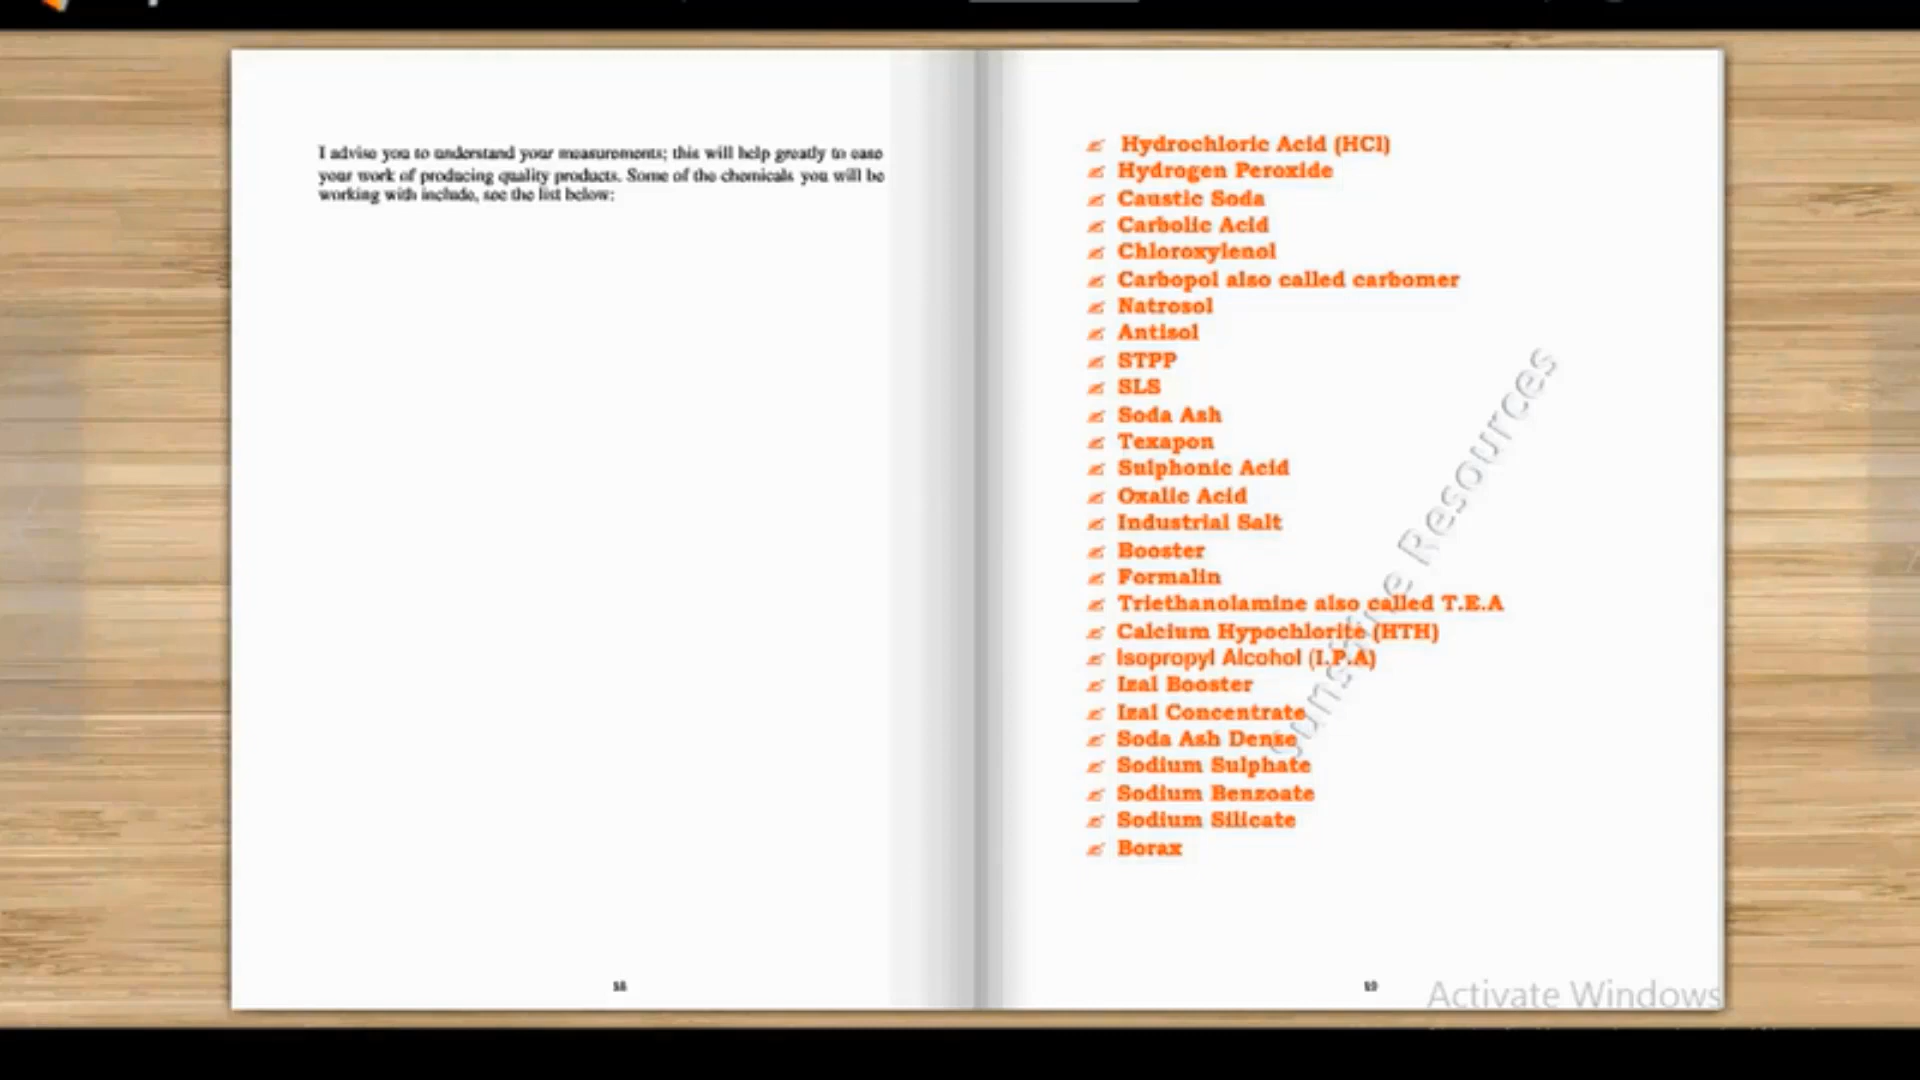 I advise you to understand your measurements; this will help greatly to ease
your work of producing quality products. Some of the chemicals you will be
working with include, see the list below:
Hydrochloric Acid (HCl)
Hydrogen Peroxide
Caustic Soda
Carbolic Acid
Chloroxylenol
Carbopol also called carbomer
Natrosol
Antisol
STPP
SLS
Soda Ash
Texapon
Sulphonic Acid
Oxalic Acid
Industrial Salt
Booster
Formalin
Triethanolamine also called T.E.A
Calcium Hypochlorite (HTH)
Isopropyl Alcohol (I.P.A)
Izal Booster
Izal Concentrate
Soda Ash Dense
Sodium Sulphate
Sodium Benzoate
Sodium Silicate
Borax
Sunshine Resources
Activate Windows